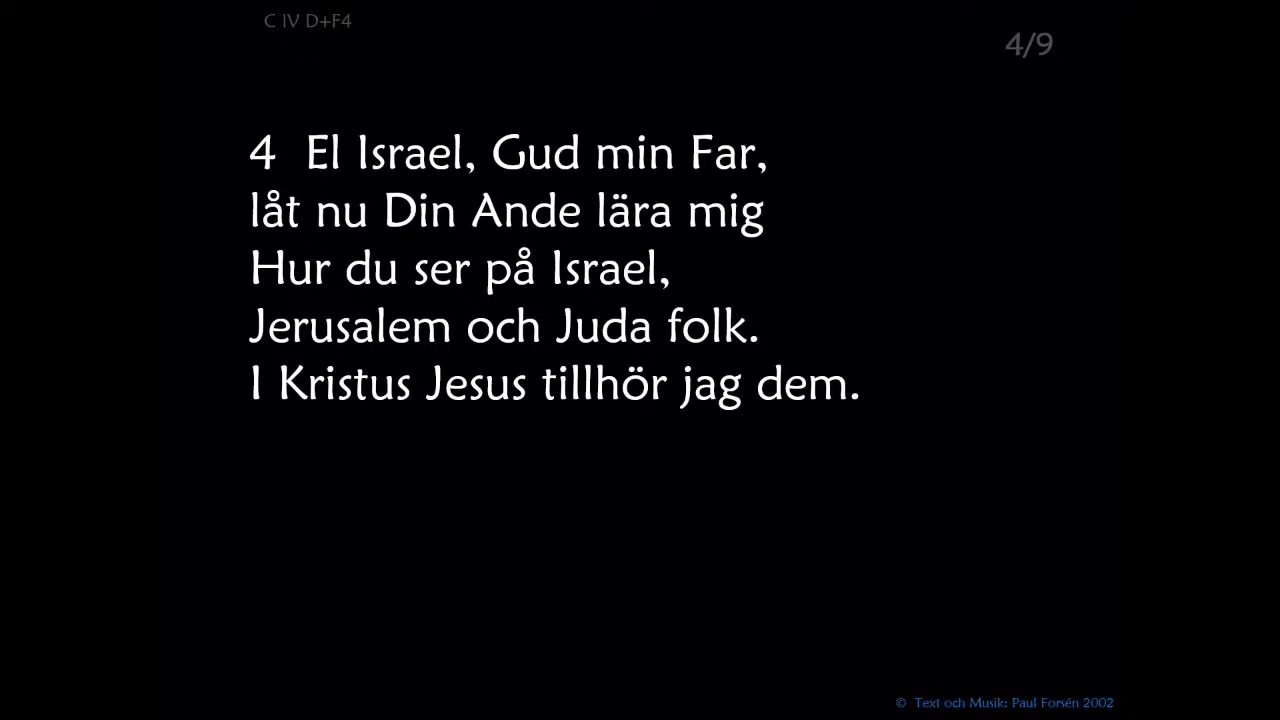 C IV D+F4
4/9
4 El Israel, Gud min Far,
låt nu Din Ande lära mig
Hur du ser på Israel,
Jerusalem och Juda folk.
I Kristus Jesus tillhör jag dem.
© Text och Musik: Paul Forsén 2002